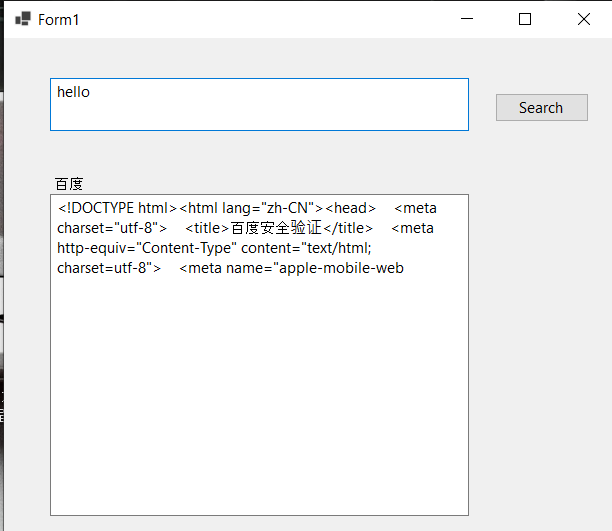 Form1
hello
Search
百度
<!DOCTYPE html><html lang="zh-CN"><head>    <meta
charset="utf-8">    <title>百度安全验证</title>    <meta
http-equiv="Content-Type" content="text/html;
charset=utf-8">    <meta name="apple-mobile-web